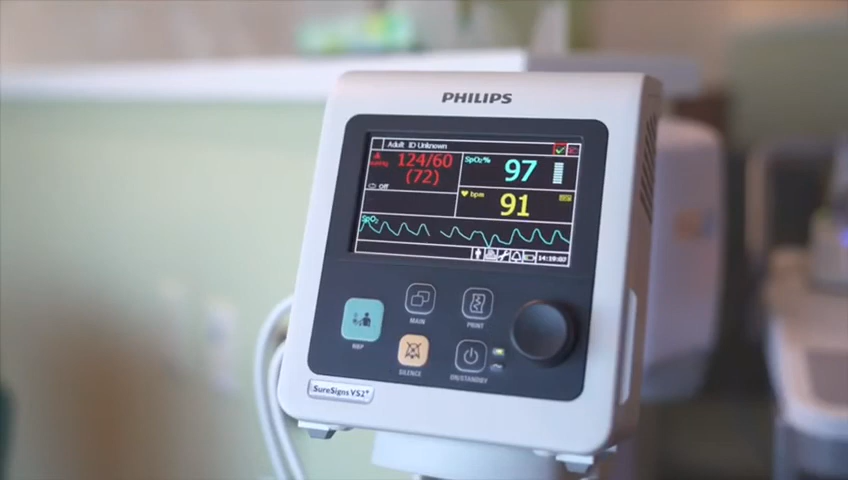 PHILIPS
Adult ID Unknown
124/60
(72)
Off
SpO₂%
97
bpm
91
SpO₂
14:19:07
NBP
MAIN
PRINT
SILENCE
ON/STANDBY
SureSigns VS2+